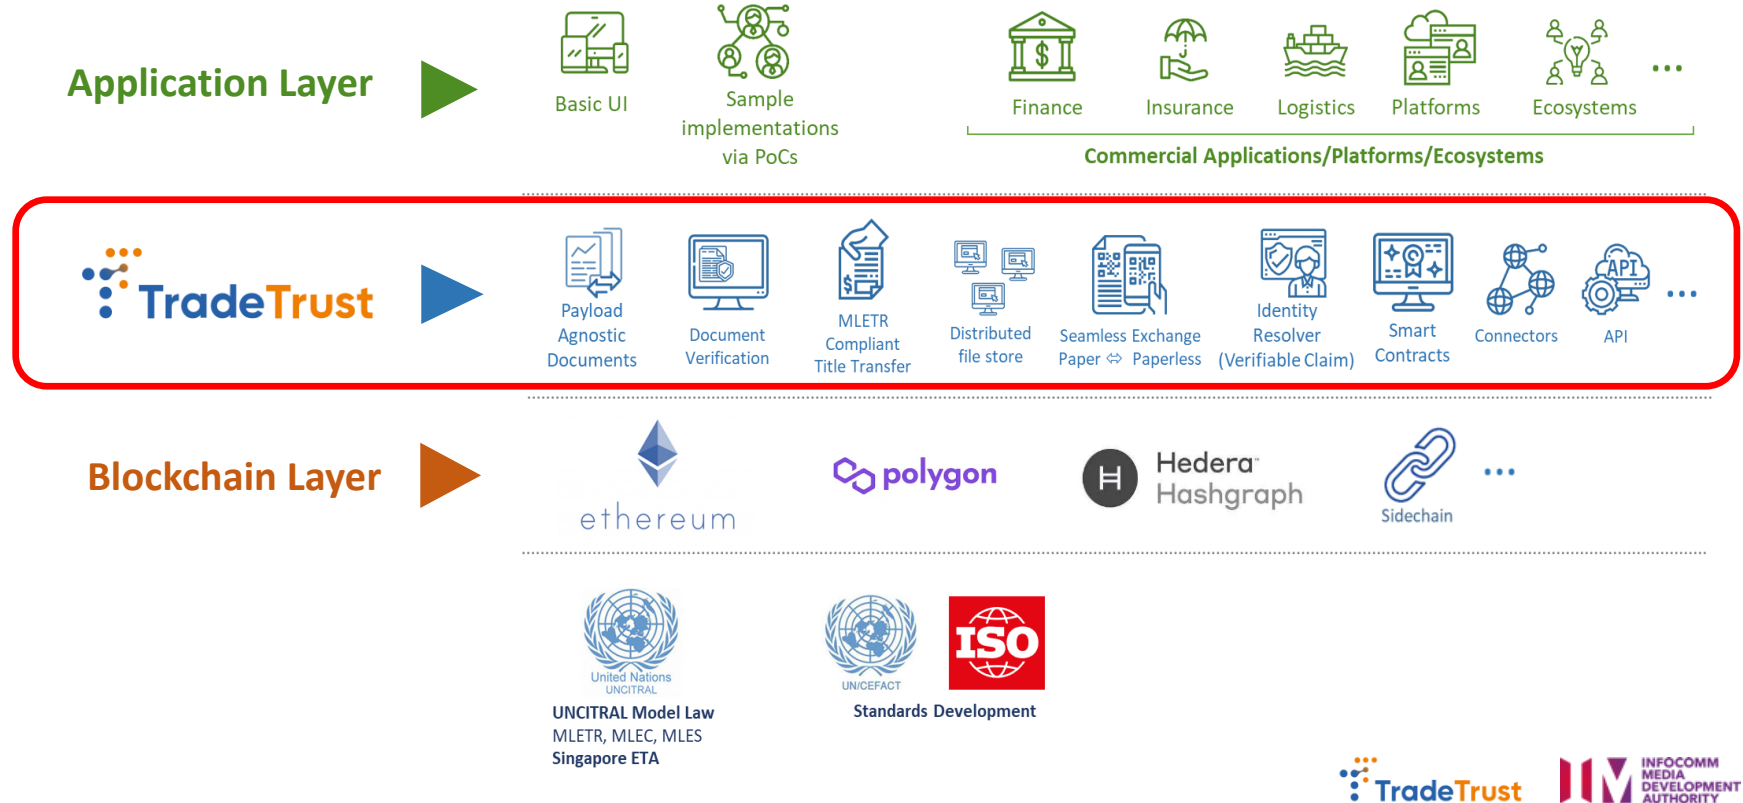 Application Layer
Basic UI
Sample
implementations
via PoCs
$
Finance
Insurance
Logistics
Platforms
Ecosystems
...
Commercial Applications/Platforms/Ecosystems
TradeTrust
Payload
Agnostic
Documents
Document
Verification
$
MLETR
Compliant
Title Transfer
Distributed
file store
Seamless Exchange
Paper ⇔ Paperless
Identity
Resolver
(Verifiable Claim)
Smart
Contracts
Connectors
API
API
...
Blockchain Layer
ethereum
polygon
H
Hedera™
Hashgraph
Sidechain
...
United Nations
UNCITRAL
UNCITRAL Model Law
MLETR, MLEC, MLES
Singapore ETA
UN/CEFACT
ISO
Standards Development
TradeTrust
INFOCOMM
MEDIA
DEVELOPMENT
AUTHORITY